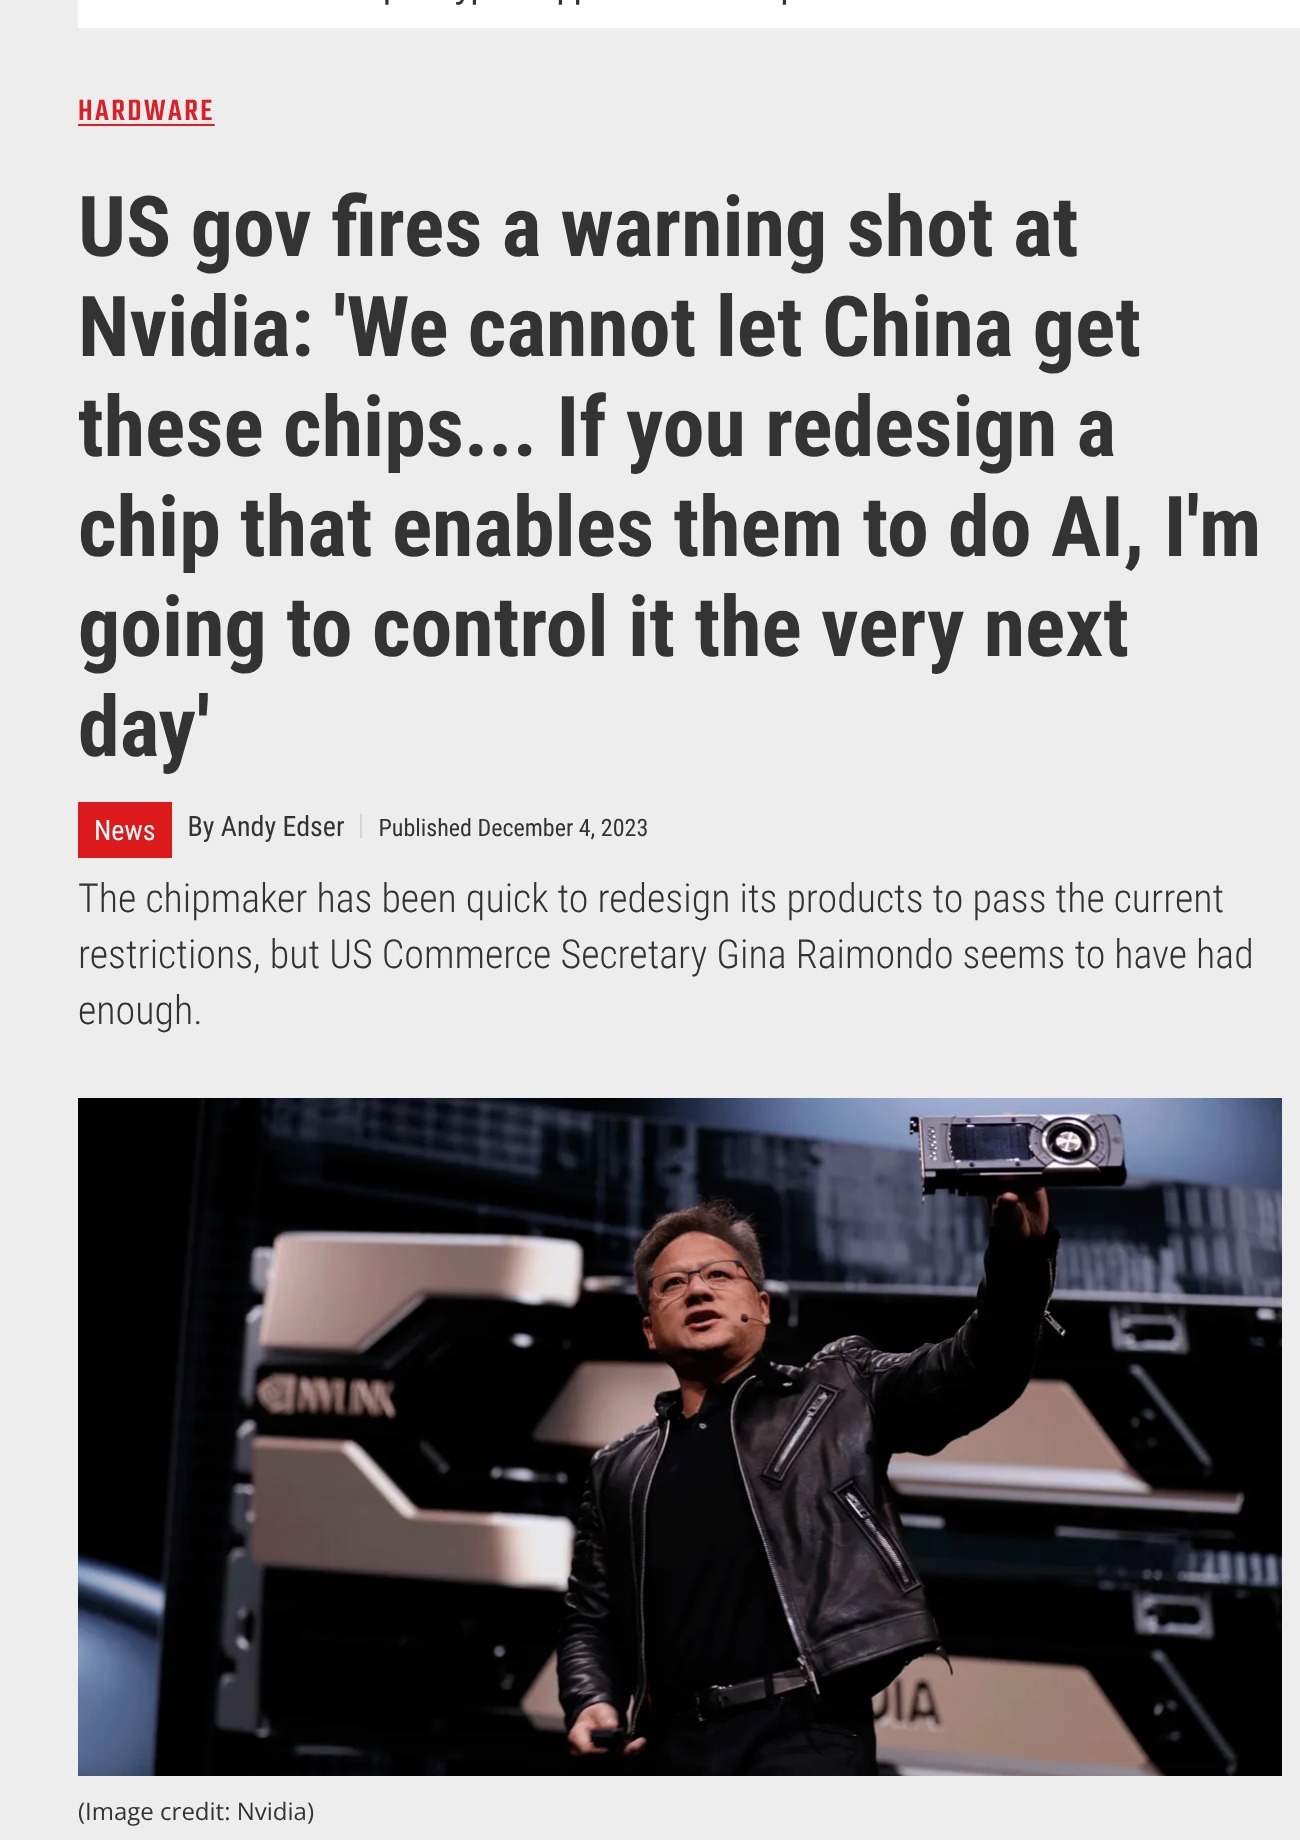 HARDWARE
US gov fires a warning shot at
Nvidia: 'We cannot let China get
these chips... If you redesign a
chip that enables them to do AI, I'm
going to control it the very next
day'
News By Andy Edser Published December 4, 2023
The chipmaker has been quick to redesign its products to pass the current
restrictions, but US Commerce Secretary Gina Raimondo seems to have had
enough.
NVLINK
DIA
(Image credit: Nvidia)